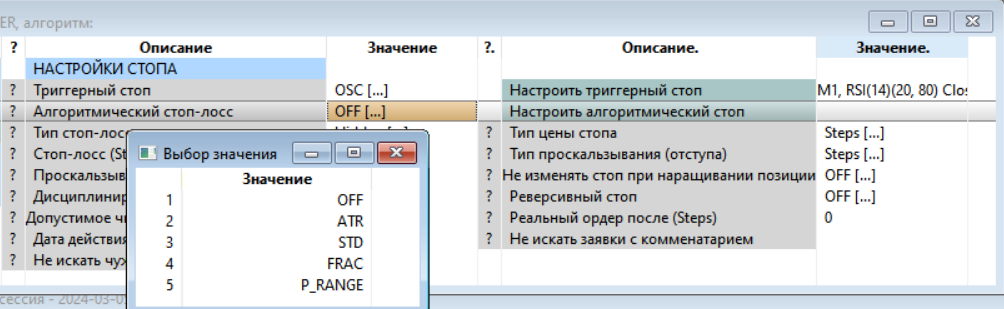 ER, алгоритм:
? Описание Значение ?. Описание. Значение.
НАСТРОЙКИ СТОПА
? Триггерный стоп OSC [...] Настроить триггерный стоп M1, RSI(14)(20, 80) Clos
? Алгоритмический стоп-лосс OFF [...] Настроить алгоритмический стоп
? Тип стоп-лосс ? Тип цены стопа Steps [...]
? Стоп-лосс (St ? Тип проскальзывания (отступа) Steps [...]
? Проскальзыв ? Не изменять стоп при наращивании позиции OFF [...]
? Дисциплинир ? Реверсивный стоп OFF [...]
? Допустимое чи ? Реальный ордер после (Steps) 0
? Дата действия ? Не искать заявки с комменатарием
? Не искать чуж
Выбор значения
Значение
1 OFF
2 ATR
3 STD
4 FRAC
5 P_RANGE
сессия - 2024-03-0